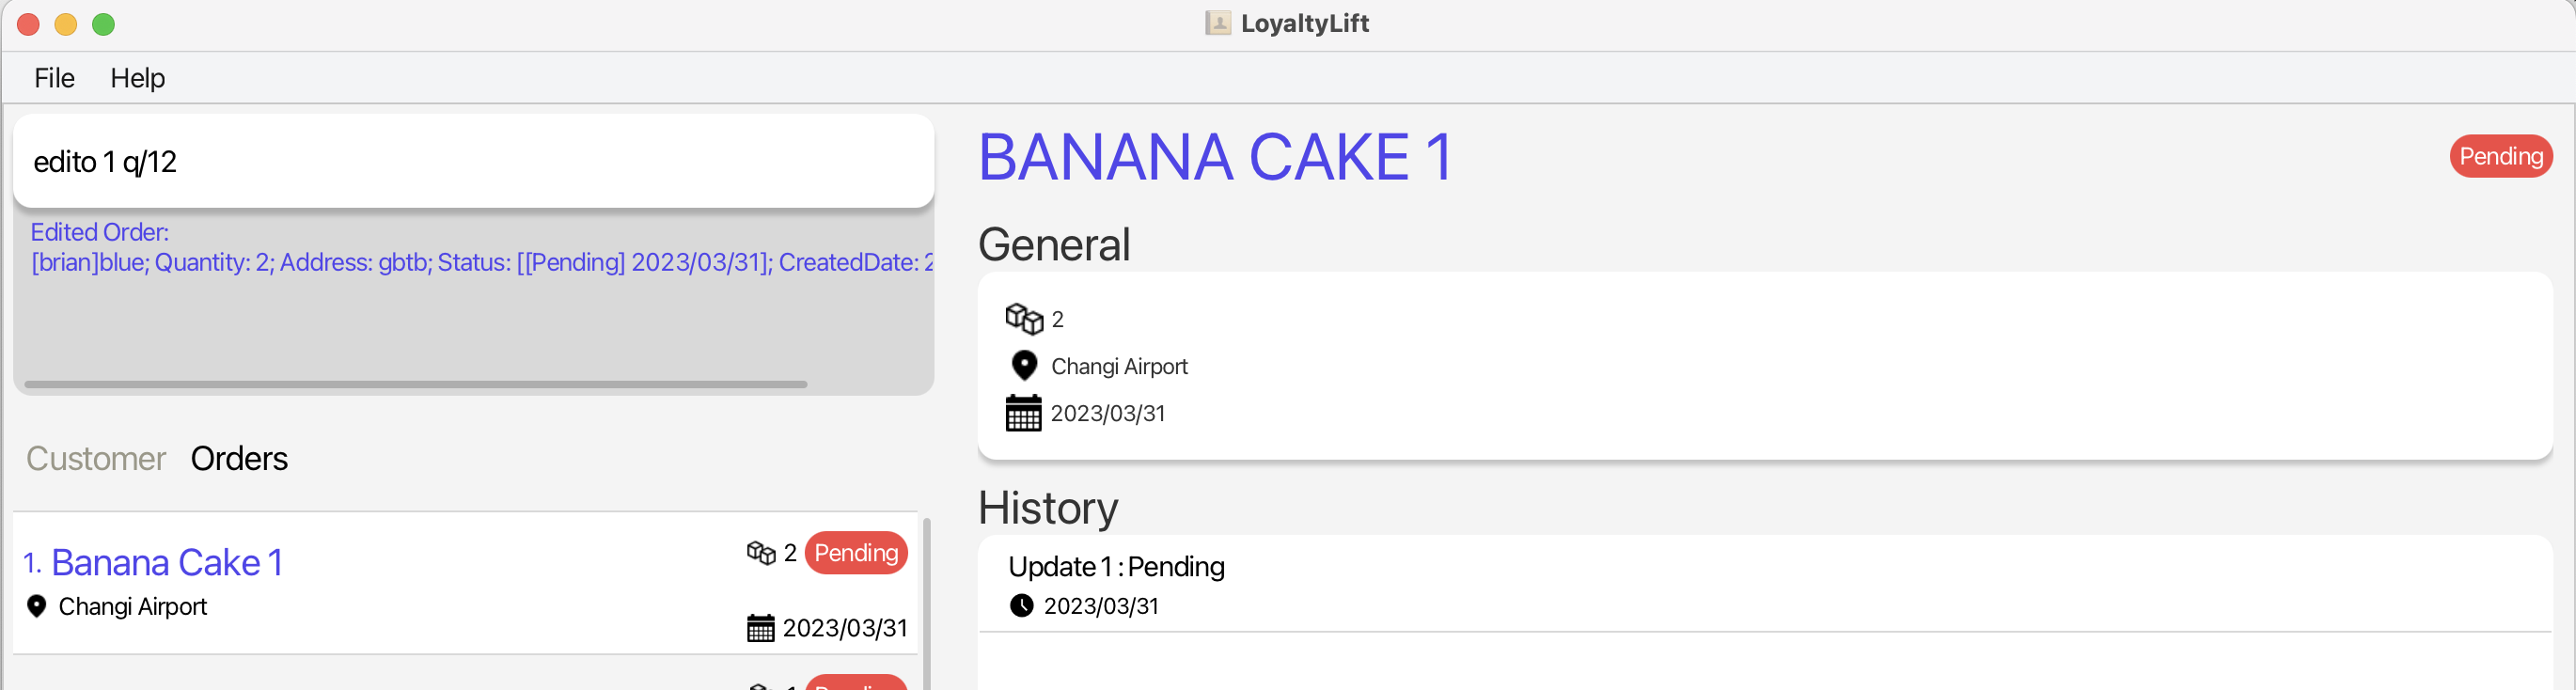 LoyaltyLift
File Help
edito 1 q/12
Edited Order:
[brian]blue; Quantity: 2; Address: gbtb; Status: [[Pending] 2023/03/31]; CreatedDate: 2
Customer Orders
1. Banana Cake 1
2 Pending
Changi Airport
2023/03/31
BANANA CAKE 1
Pending
General
2
Changi Airport
2023/03/31
History
Update 1 : Pending
2023/03/31